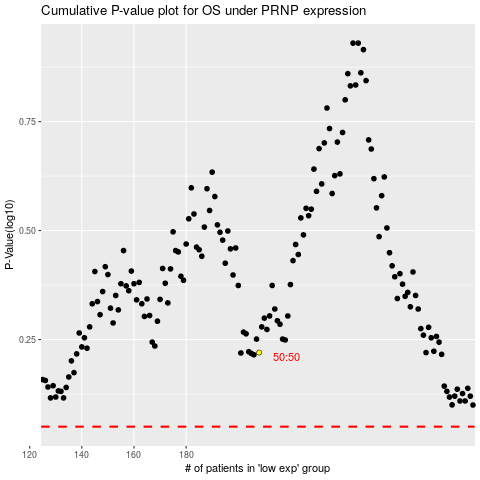 Cumulative P-value plot for OS under PRNP expression
P-Value(log10)
0.75
0.50
0.25
50:50
120 140 160 180
# of patients in 'low exp' group